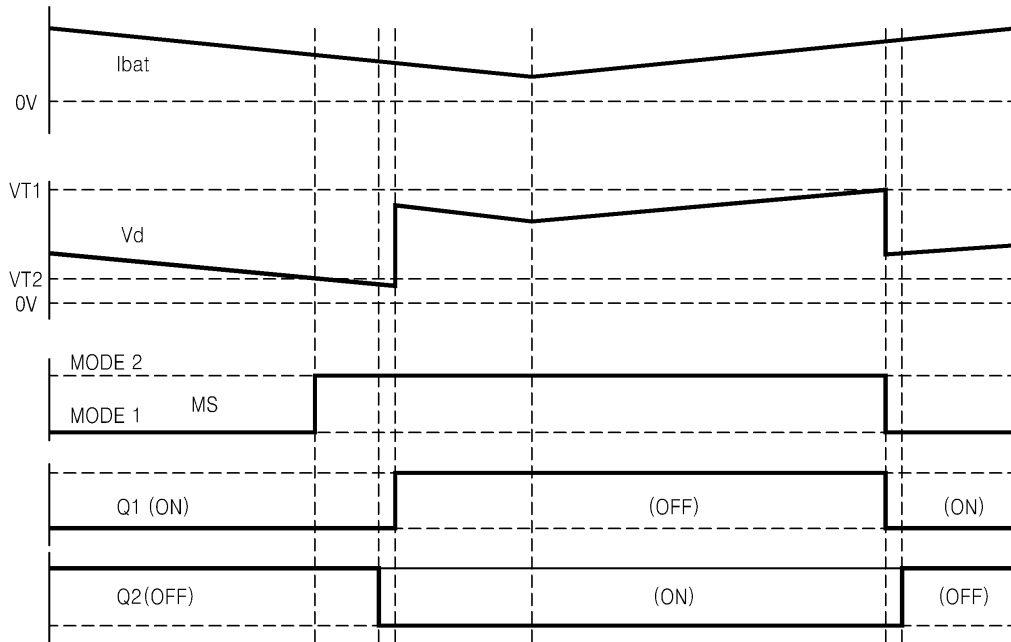 Ibat
0V
VT1
Vd
VT2
0V
MODE 2
MODE 1 MS
Q1 (ON) (OFF) (ON)
Q2(OFF) (ON) (OFF)